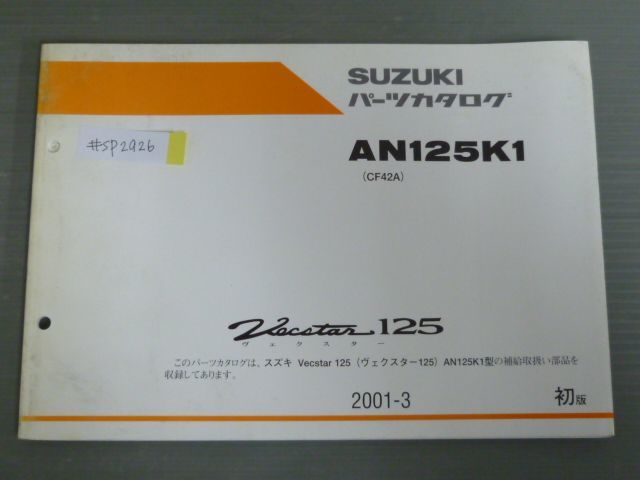 SUZUKI
パーツカタログ
#SP2926
AN125K1
(CF42A)
Vecstar 125
ヴェクスター
このパーツカタログは、スズキ Vecstar 125（ヴェクスター125）AN125K1型の補給取扱い部品を
収録してあります。
2001-3
初版